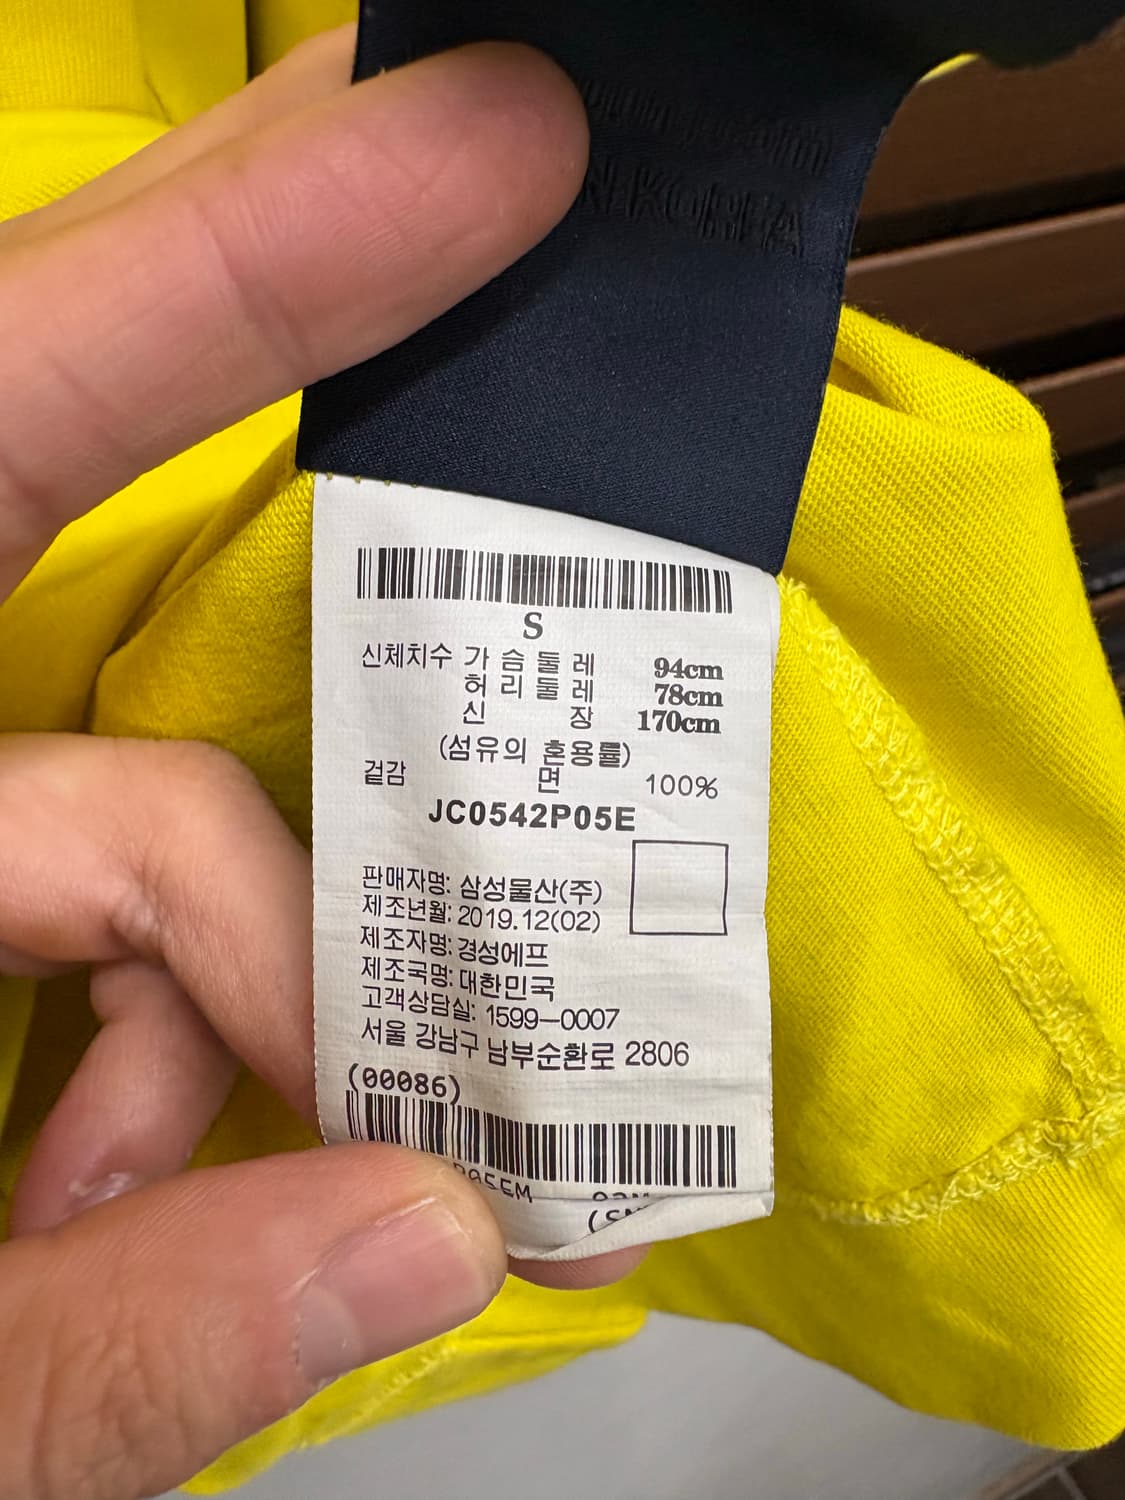 KOREA
S
신체치수 가 슴 둘 레 94cm
허 리 둘 레 78cm
신 장 170cm
(섬유의 혼용률)
겉감 면 100%
JC0542P05E
판매자명: 삼성물산(주)
제조년월: 2019.12(02)
제조자명: 경성에프
제조국명: 대한민국
고객상담실: 1599-0007
서울 강남구 남부순환로 2806
(00086)